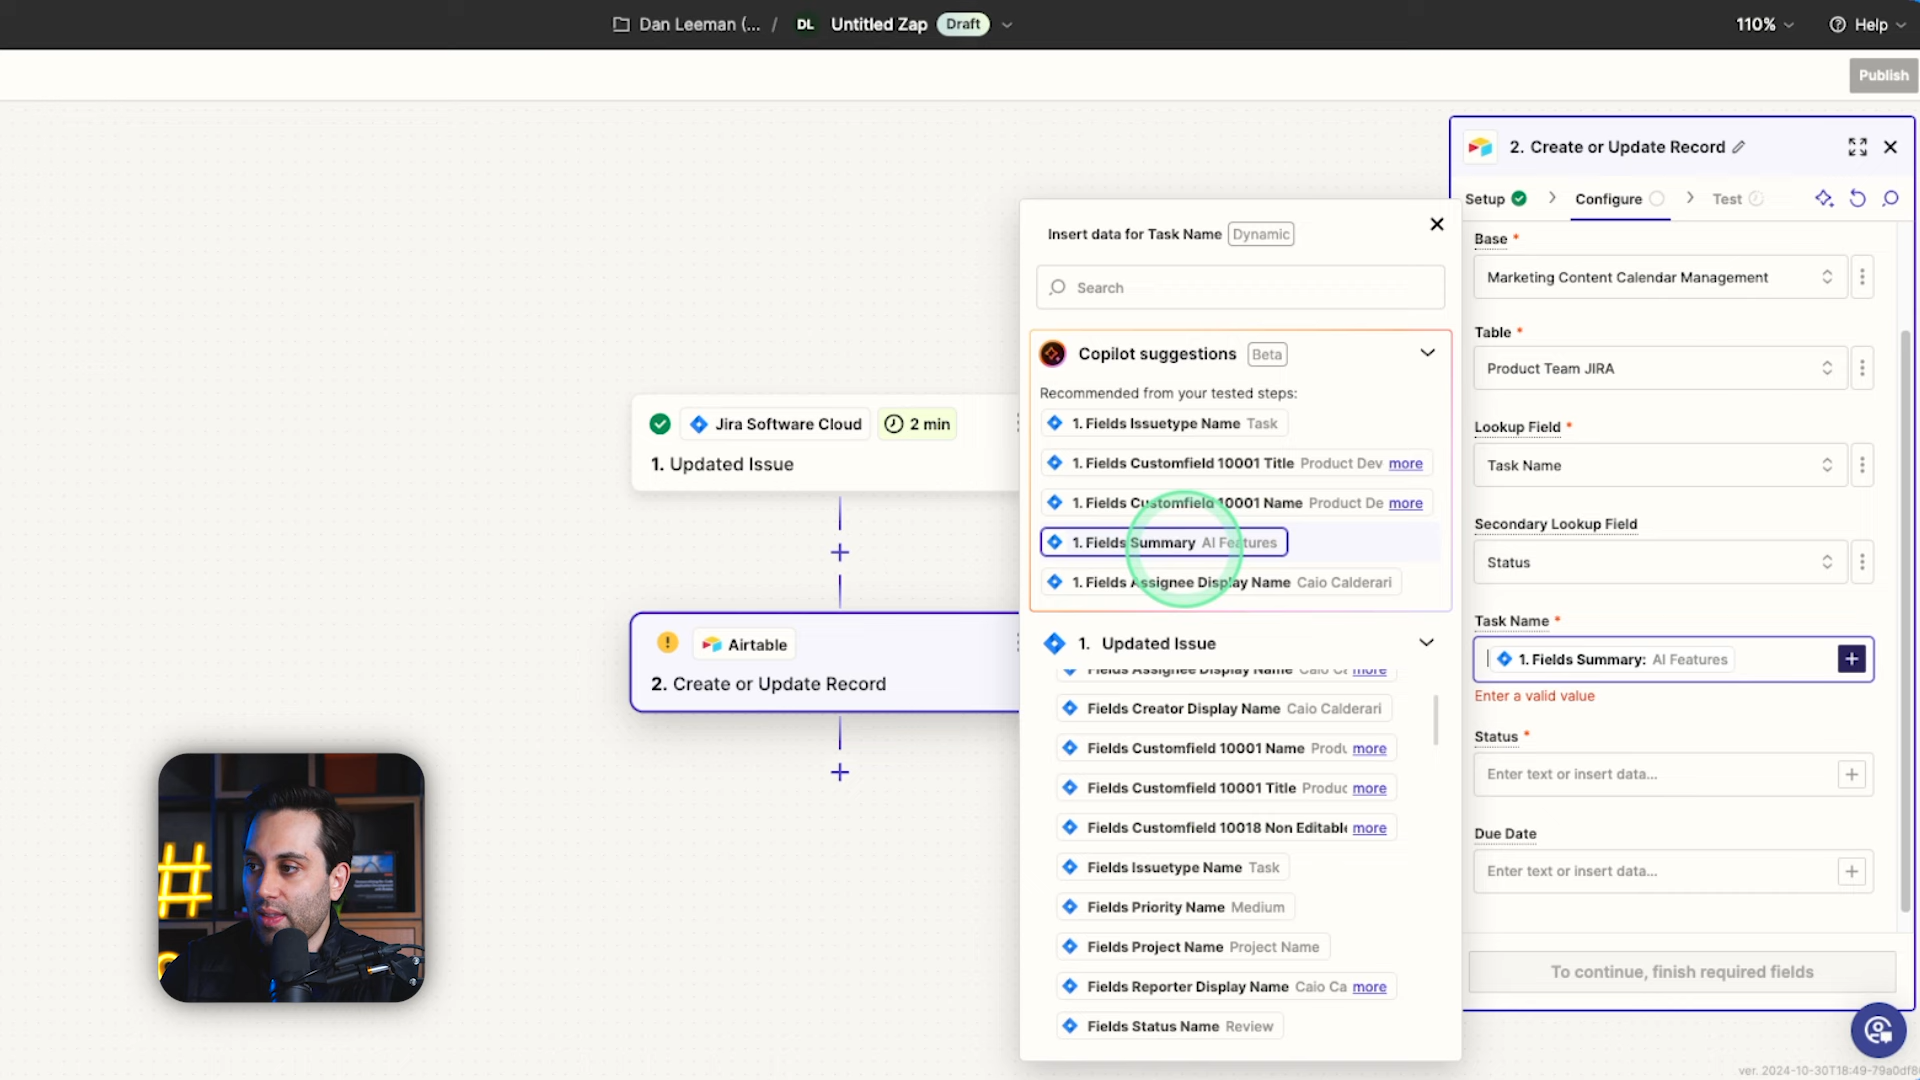 Dan Leeman (... / DL Untitled Zap Draft
110% Help
Publish
2. Create or Update Record
Setup Configure Test
Base *
Marketing Content Calendar Management
Table *
Product Team JIRA
Lookup Field *
Task Name
Secondary Lookup Field
Status
Task Name *
1. Fields Summary: AI Features
Enter a valid value
Status *
Enter text or insert data...
Due Date
Enter text or insert data...
To continue, finish required fields
Insert data for Task Name Dynamic
Search
Copilot suggestions Beta
Recommended from your tested steps:
1. Fields Issuetype Name Task
1. Fields Customfield 10001 Title Product Dev more
1. Fields Customfield 10001 Name Product De more
1. Fields Summary AI Features
1. Fields Assignee Display Name Caio Calderari
1. Updated Issue
Fields Assignee Display Name Caio Ca more
Fields Creator Display Name Caio Calderari
Fields Customfield 10001 Name Produ more
Fields Customfield 10001 Title Produc more
Fields Customfield 10018 Non Editable more
Fields Issuetype Name Task
Fields Priority Name Medium
Fields Project Name Project Name
Fields Reporter Display Name Caio Ca more
Fields Status Name Review
Jira Software Cloud 2 min
1. Updated Issue
Airtable
2. Create or Update Record